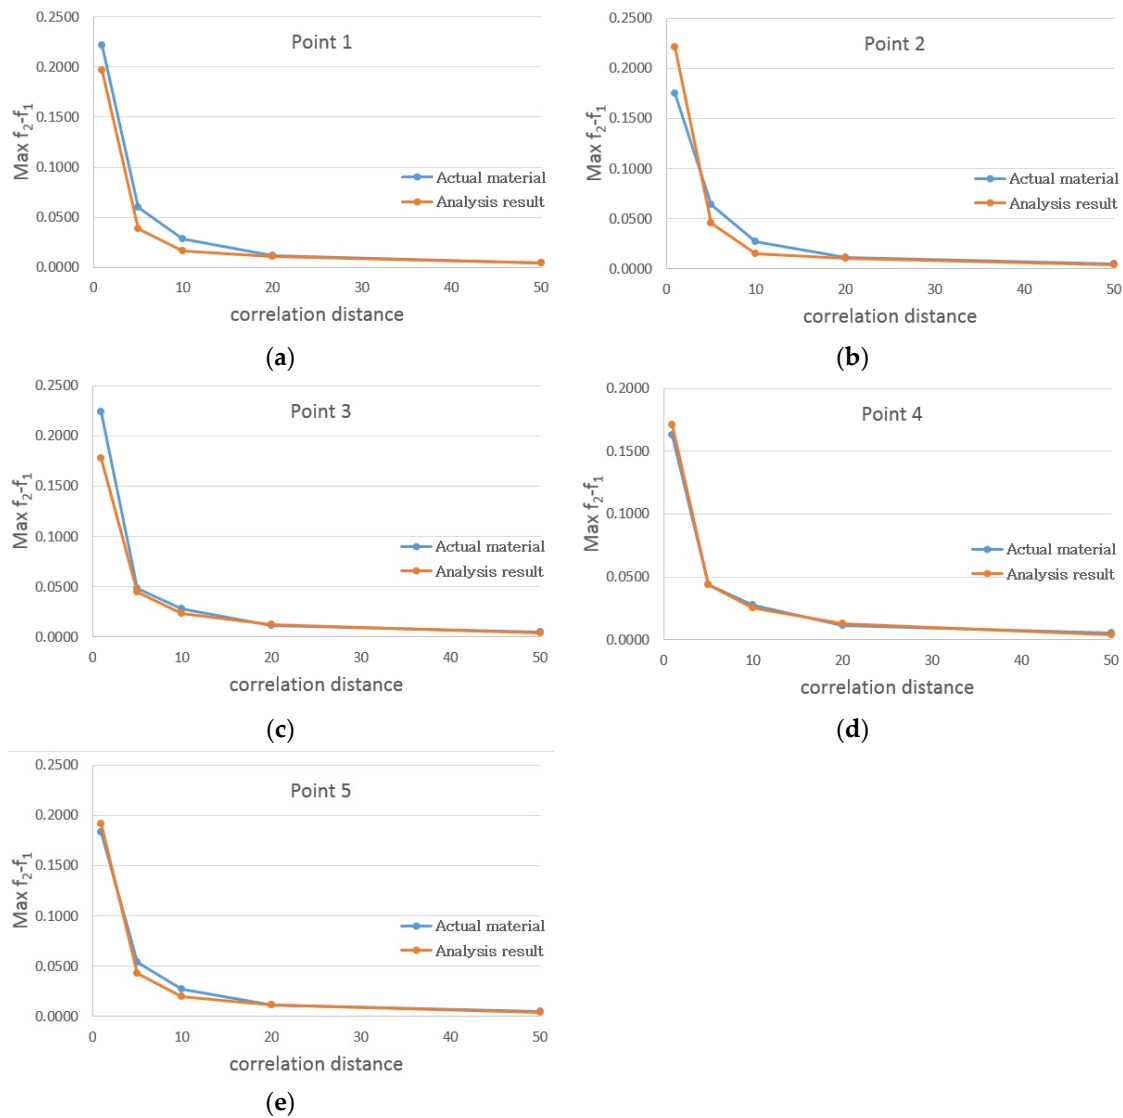 Point 1
Max f₂-f₁
0.2500
0.2000
0.1500
0.1000
0.0500
0.0000
Actual material
Analysis result
0 10 20 30 40 50
correlation distance
(a)
Point 2
Max f₂-f₁
0.2500
0.2000
0.1500
0.1000
0.0500
0.0000
Actual material
Analysis result
0 10 20 30 40 50
correlation distance
(b)
Point 3
Max f₂-f₁
0.2500
0.2000
0.1500
0.1000
0.0500
0.0000
Actual material
Analysis result
0 10 20 30 40 50
correlation distance
(c)
Point 4
Max f₂-f₁
0.2000
0.1500
0.1000
0.0500
0.0000
Actual material
Analysis result
0 10 20 30 40 50
correlation distance
(d)
Point 5
Max f₂-f₁
0.2500
0.2000
0.1500
0.1000
0.0500
0.0000
Actual material
Analysis result
0 10 20 30 40 50
correlation distance
(e)